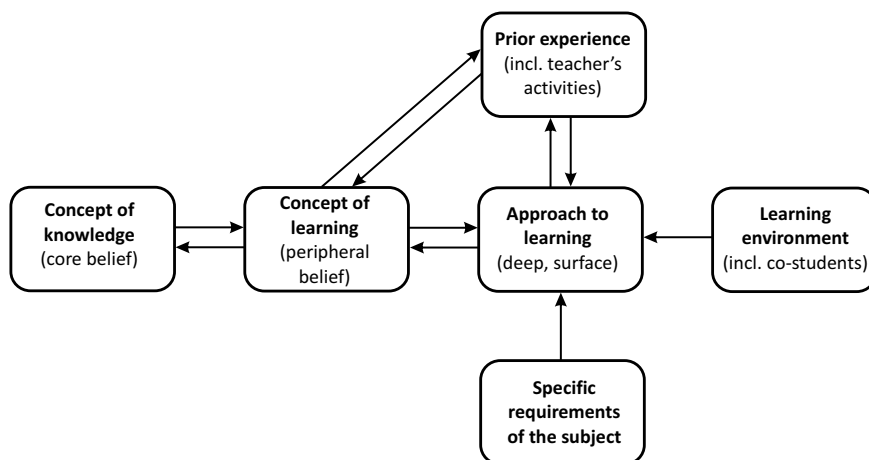 Prior experience
(incl. teacher’s
activities)
Concept of
knowledge
(core belief)
Concept of
learning
(peripheral
belief)
Approach to
learning
(deep, surface)
Learning
environment
(incl. co-students)
Specific
requirements
of the subject